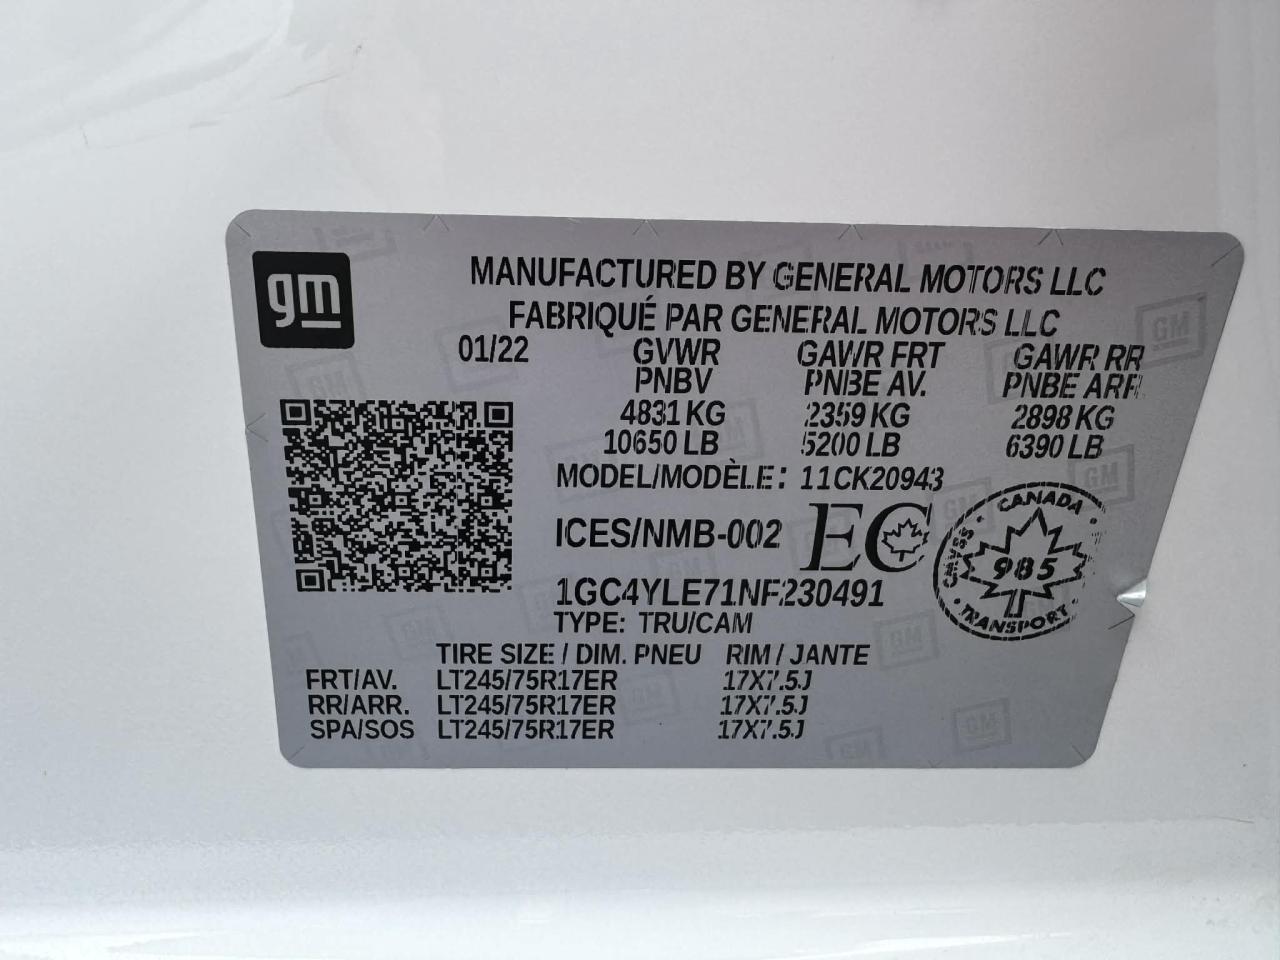 gm
MANUFACTURED BY GENERAL MOTORS LLC
FABRIQUÉ PAR GENERAL MOTORS LLC
01/22 GVWR GAWR FRT GAWR RR
PNBV PNBE AV. PNBE ARR.
4831 KG 2359 KG 2898 KG
10650 LB 5200 LB 6390 LB
MODEL/MODÈLE: 11CK20943
ICES/NMB-002 EC
CANADA
CMVSS
985
TRANSPORT
1GC4YLE71NF230491
TYPE: TRU/CAM
TIRE SIZE / DIM. PNEU RIM / JANTE
FRT/AV. LT245/75R17ER 17X7.5J
RR/ARR. LT245/75R17ER 17X7.5J
SPA/SOS LT245/75R17ER 17X7.5J